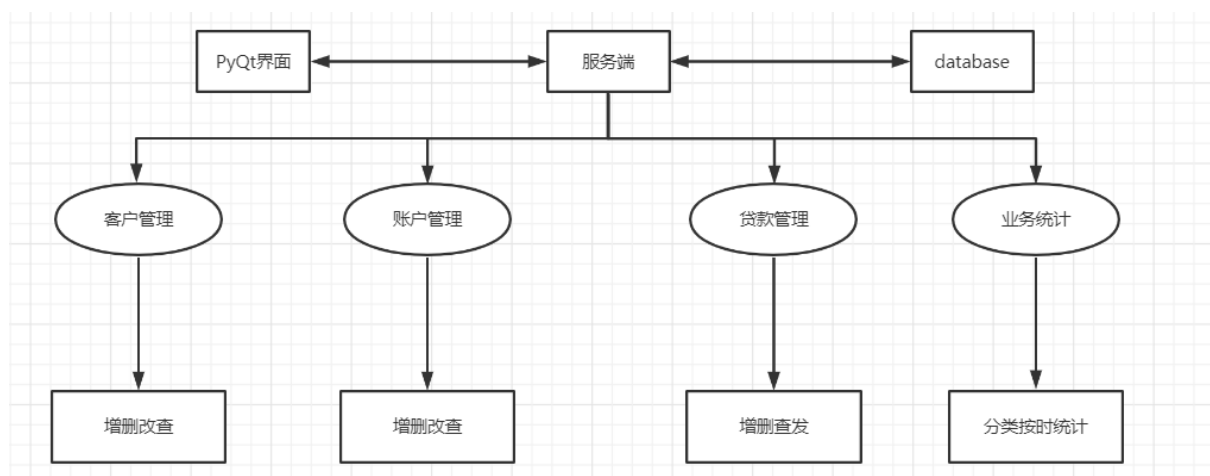 PyQt界面
服务端
database
客户管理
账户管理
贷款管理
业务统计
增删改查
增删改查
增删查发
分类按时统计